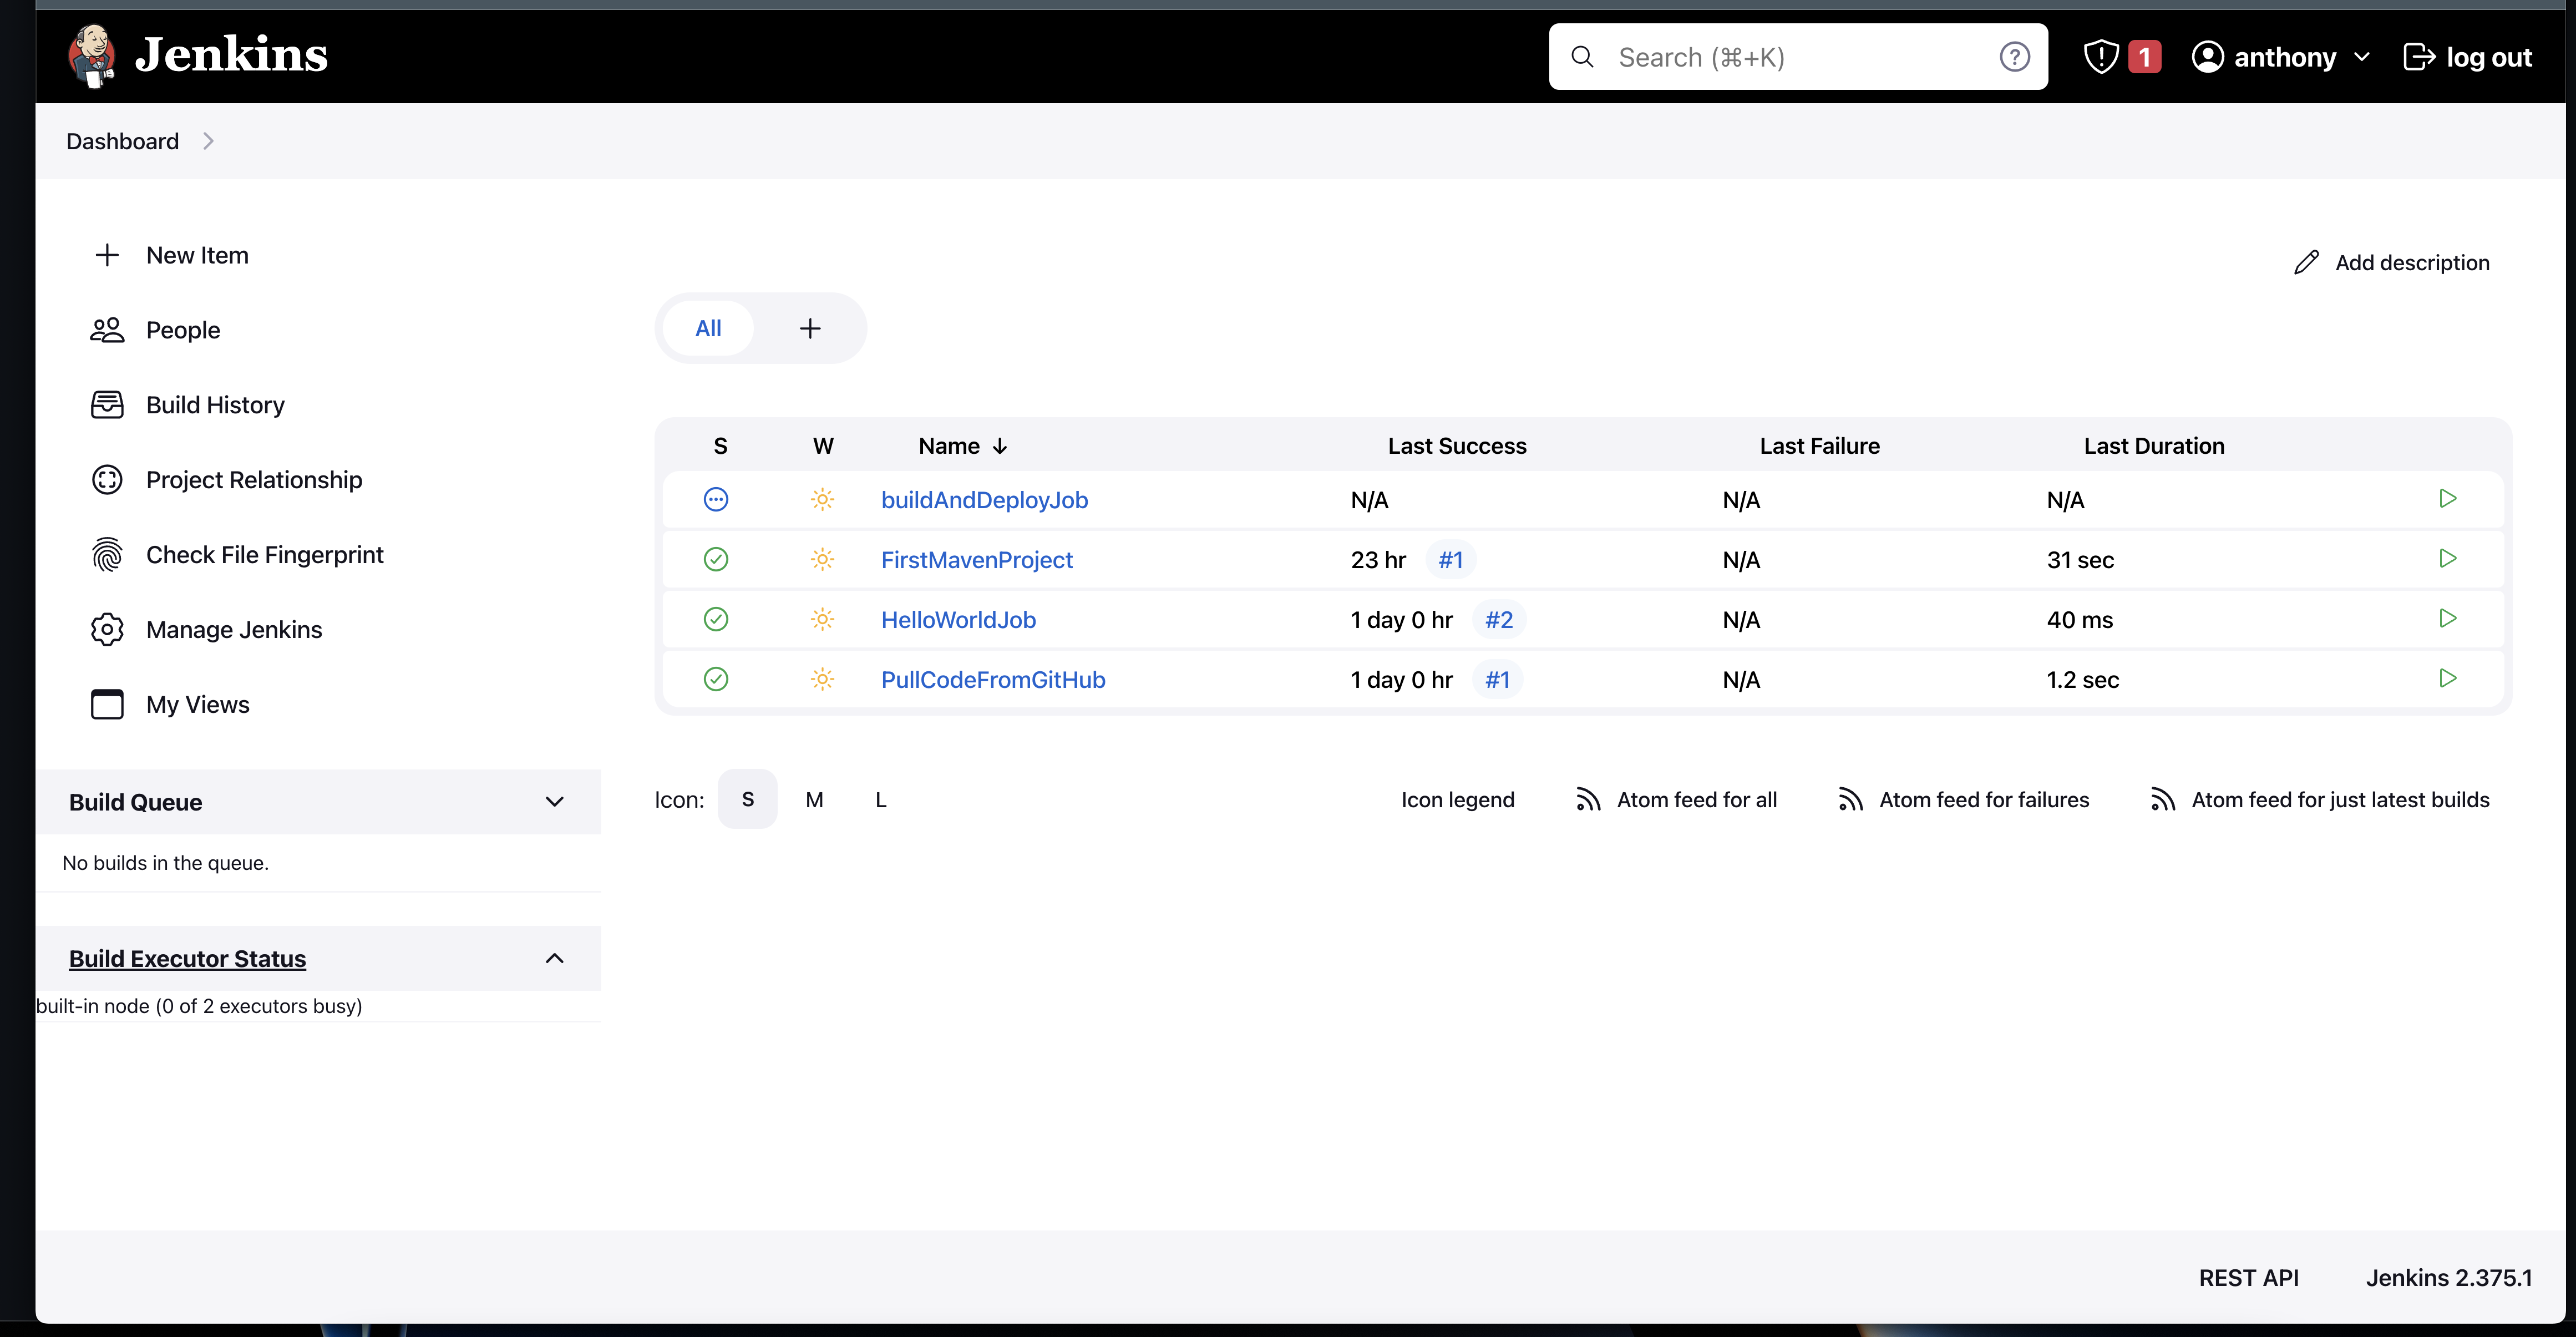 Jenkins
Search (⌘+K)
1
anthony
log out
Dashboard
New Item
People
Build History
Project Relationship
Check File Fingerprint
Manage Jenkins
My Views
Build Queue
No builds in the queue.
Build Executor Status
built-in node (0 of 2 executors busy)
Add description
All +
S W Name ↓ Last Success Last Failure Last Duration
buildAndDeployJob N/A N/A N/A
FirstMavenProject 23 hr #1 N/A 31 sec
HelloWorldJob 1 day 0 hr #2 N/A 40 ms
PullCodeFromGitHub 1 day 0 hr #1 N/A 1.2 sec
Icon: S M L
Icon legend
Atom feed for all
Atom feed for failures
Atom feed for just latest builds
REST API
Jenkins 2.375.1